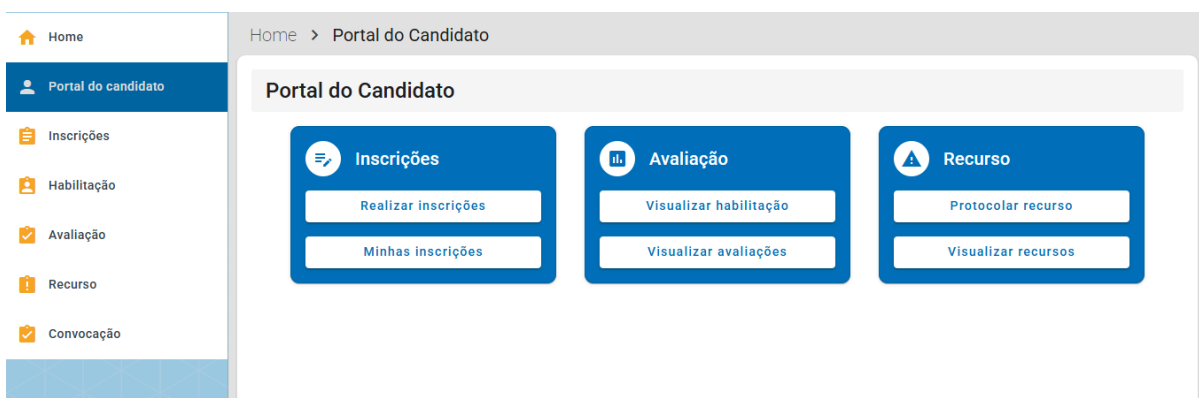 Home
Portal do candidato
Inscrições
Habilitação
Avaliação
Recurso
Convocação
Home > Portal do Candidato
Portal do Candidato
Inscrições
Realizar inscrições
Minhas inscrições
Avaliação
Visualizar habilitação
Visualizar avaliações
Recurso
Protocolar recurso
Visualizar recursos